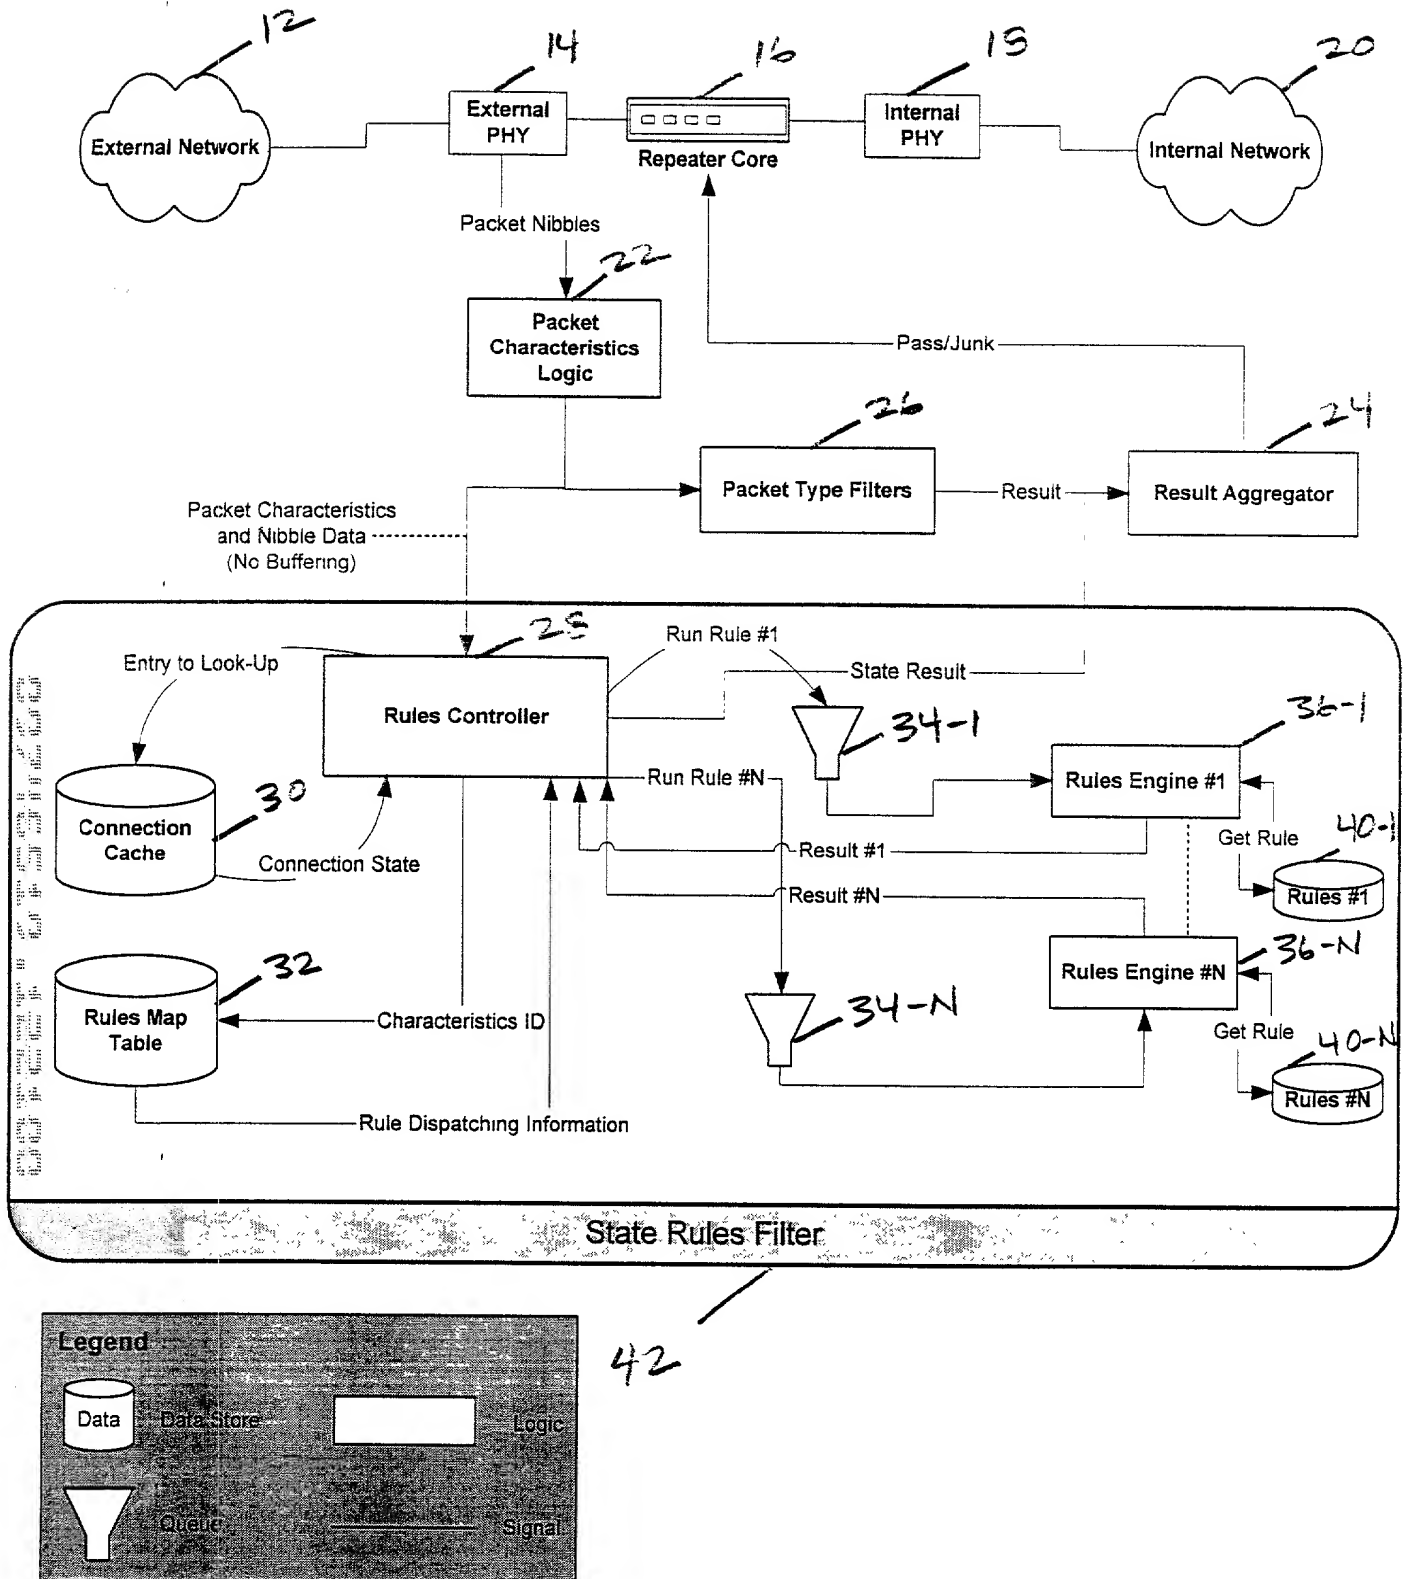 12
14
16
18
20
External Network
External
PHY
Repeater Core
Internal
PHY
Internal Network
Packet Nibbles
22
Packet
Characteristics
Logic
Pass/Junk
26
24
Packet Type Filters
Result
Result Aggregator
Packet Characteristics
and Nibble Data
(No Buffering)
28
Run Rule #1
Entry to Look-Up
State Result
Rules Controller
34-1
36-1
Run Rule #N
Rules Engine #1
30
Connection
Cache
Connection State
Result #1
Get Rule
40-1
Rules #1
Result #N
32
36-N
Rules Engine #N
Rules Map
Table
Characteristics ID
34-N
Get Rule
40-N
Rules #N
Rule Dispatching Information
State Rules Filter
42
Legend
Data
Data Store
Logic
Queue
Signal